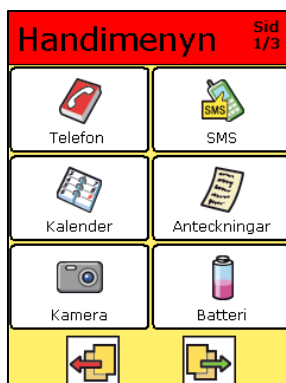 Handimenyn
Sid
1/3
Telefon
SMS
SMS
Kalender
Anteckningar
Kamera
Batteri